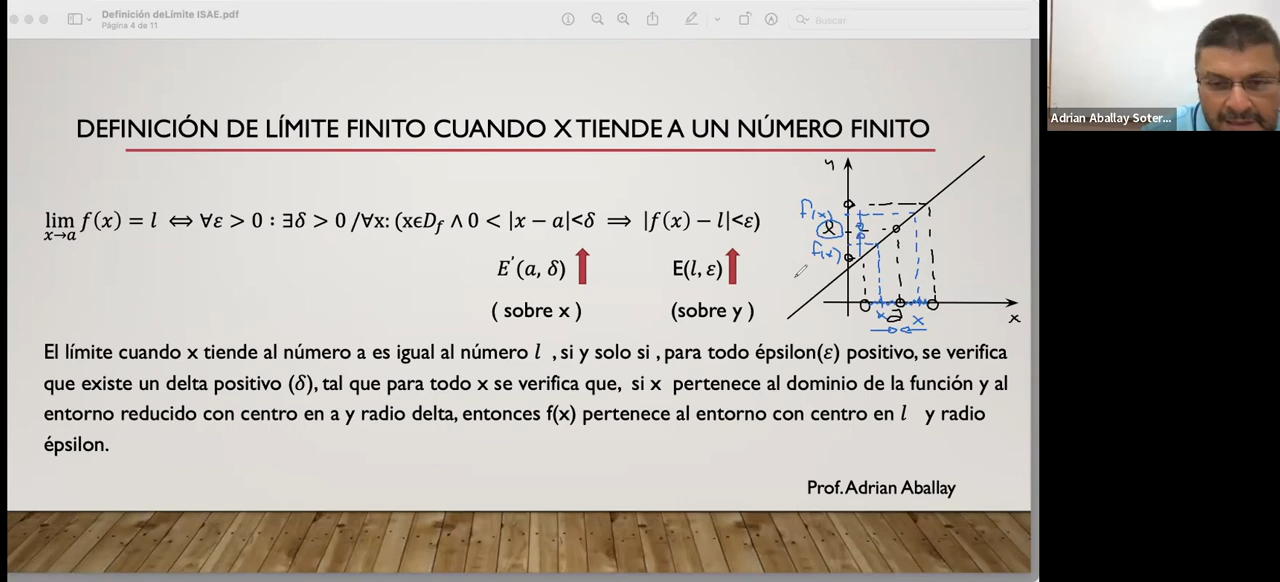 Definición deLímite ISAE.pdf
Página 4 de 11
Buscar
Adrian Aballay Soter...
DEFINICIÓN DE LÍMITE FINITO CUANDO X TIENDE A UN NÚMERO FINITO
lim f(x) = l ⟺ ∀ε > 0 : ∃δ > 0 /∀x: (xϵD_f ∧ 0 < |x − a|<δ ⟹ |f(x) − l|<ε)
x→a
E'(a, δ) E(l, ε)
( sobre x ) (sobre y )
y
f(x)
l
f(x)
x a x
x
El límite cuando x tiende al número a es igual al número l , si y solo si , para todo épsilon(ε) positivo, se verifica
que existe un delta positivo (δ), tal que para todo x se verifica que, si x pertenece al dominio de la función y al
entorno reducido con centro en a y radio delta, entonces f(x) pertenece al entorno con centro en l y radio
épsilon.
Prof. Adrian Aballay